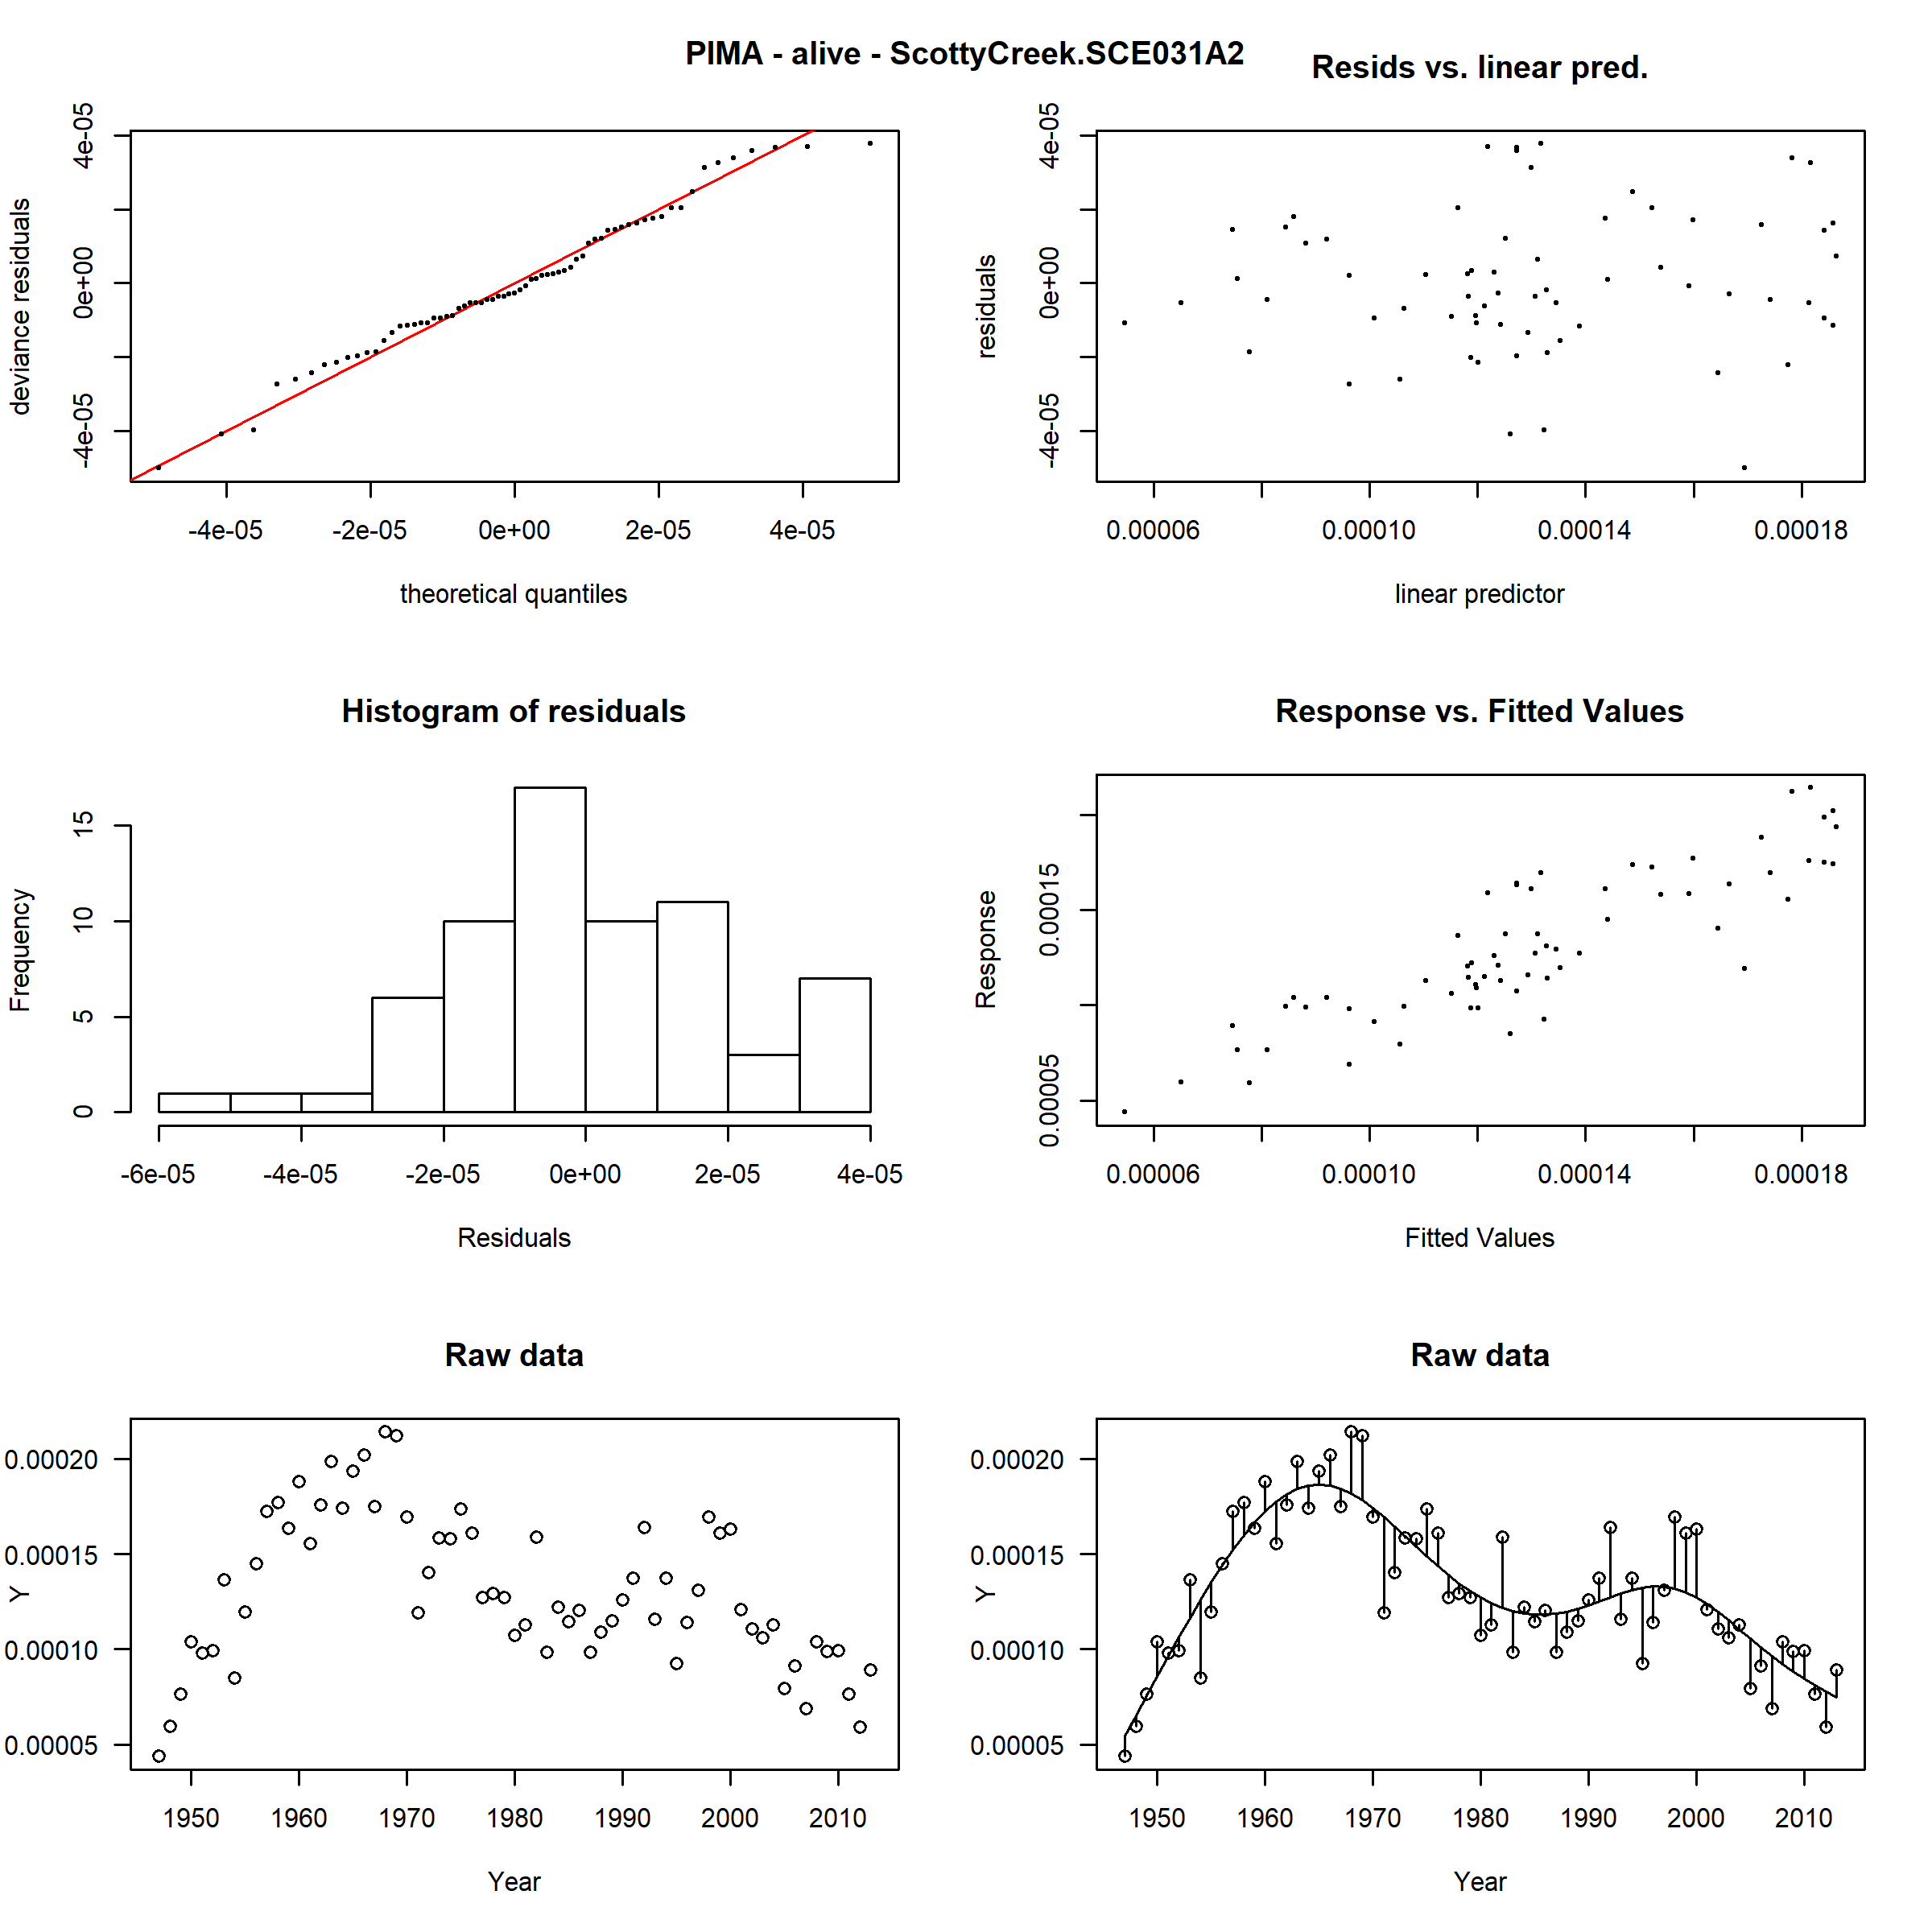 PIMA - alive - ScottyCreek.SCE031A2
deviance residuals
-4e-05 0e+00 4e-05
-4e-05 -2e-05 0e+00 2e-05 4e-05
theoretical quantiles
Resids vs. linear pred.
residuals
-4e-05 0e+00 4e-05
0.00006 0.00010 0.00014 0.00018
linear predictor
Histogram of residuals
Frequency
0 5 10 15
-6e-05 -4e-05 -2e-05 0e+00 2e-05 4e-05
Residuals
Response vs. Fitted Values
Response
0.00005 0.00015
0.00006 0.00010 0.00014 0.00018
Fitted Values
Raw data
Y
0.00020
0.00015
0.00010
0.00005
1950 1960 1970 1980 1990 2000 2010
Year
Raw data
Y
0.00020
0.00015
0.00010
0.00005
1950 1960 1970 1980 1990 2000 2010
Year